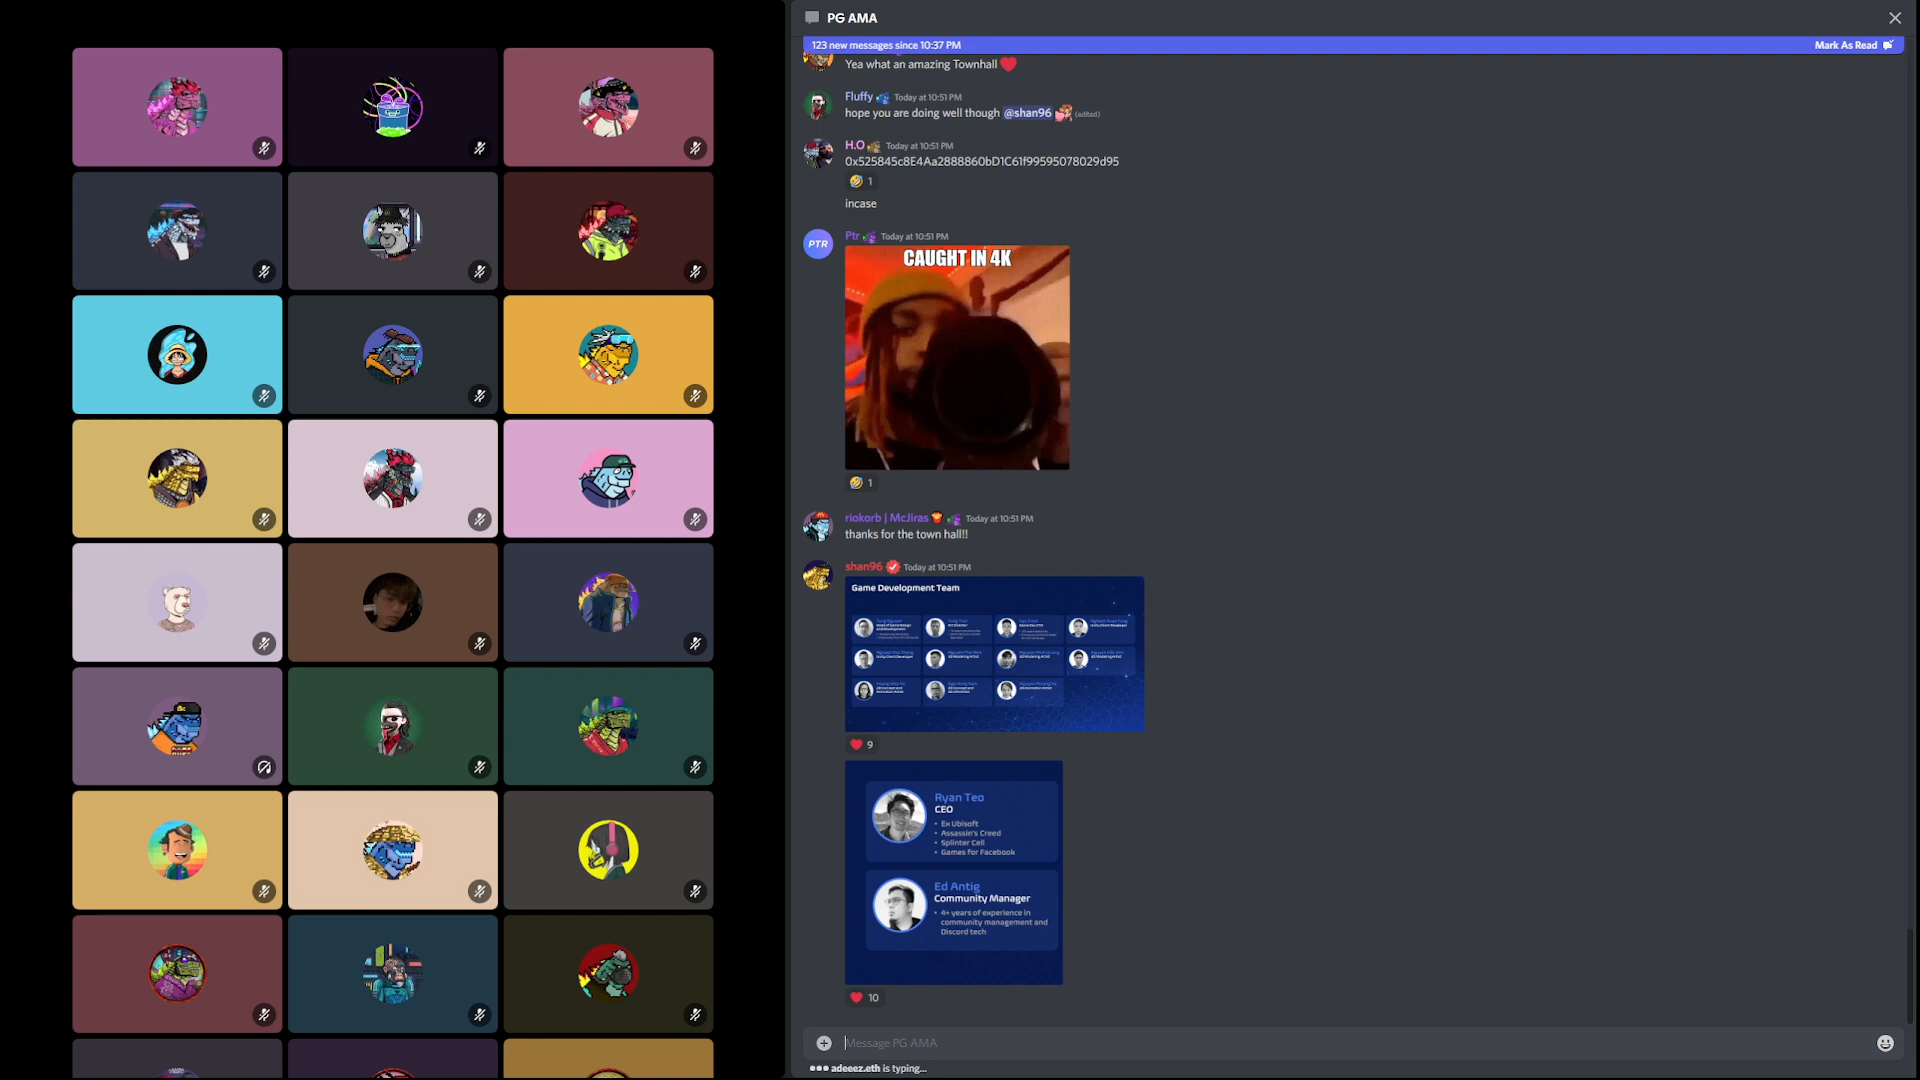 PG AMA
123 new messages since 10:37 PM
Mark As Read
Yea what an amazing Townhall
Fluffy Today at 10:51 PM
hope you are doing well though @shan96 (edited)
H.O Today at 10:51 PM
0x525845c8E4Aa2888860bD1C61f99595078029d95
1
incase
PTR
Ptr Today at 10:51 PM
CAUGHT IN 4K
1
riokorb | McJiras Today at 10:51 PM
thanks for the town hall!!
shan96 Today at 10:51 PM
Game Development Team
9
Ryan Teo
CEO
• Ex Ubisoft
• Assassin's Creed
• Splinter Cell
• Games for Facebook
Ed Antig
Community Manager
• 4+ years of experience in
community management and
Discord tech
10
Message PG AMA
adeeez.eth is typing...